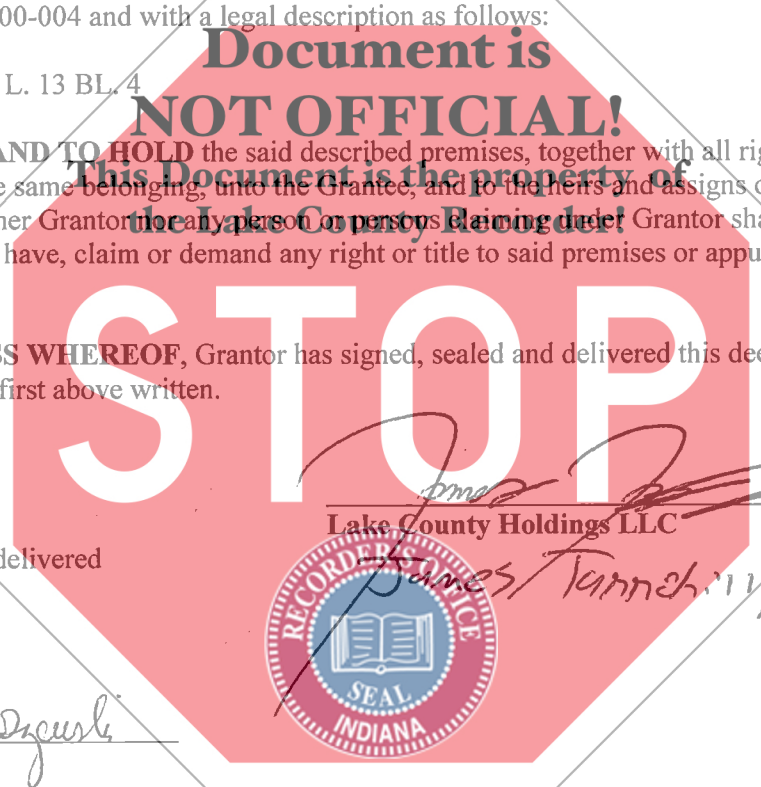 00-004 and with a legal description as follows:
Document is
L. 13 BL. 4
NOT OFFICIAL!
AND TO HOLD the said described premises, together with all rig
This Document is the property of
e same belonging, unto the Grantee, and to the heirs and assigns o
the Lake County Recorder!
her Grantor nor any person or persons claiming under Grantor sha
have, claim or demand any right or title to said premises or appu
STOP
SS WHEREOF, Grantor has signed, sealed and delivered this dee
first above written.
Lake County Holdings LLC
delivered
James
RECORDER'S OFFICE
SEAL
INDIANA